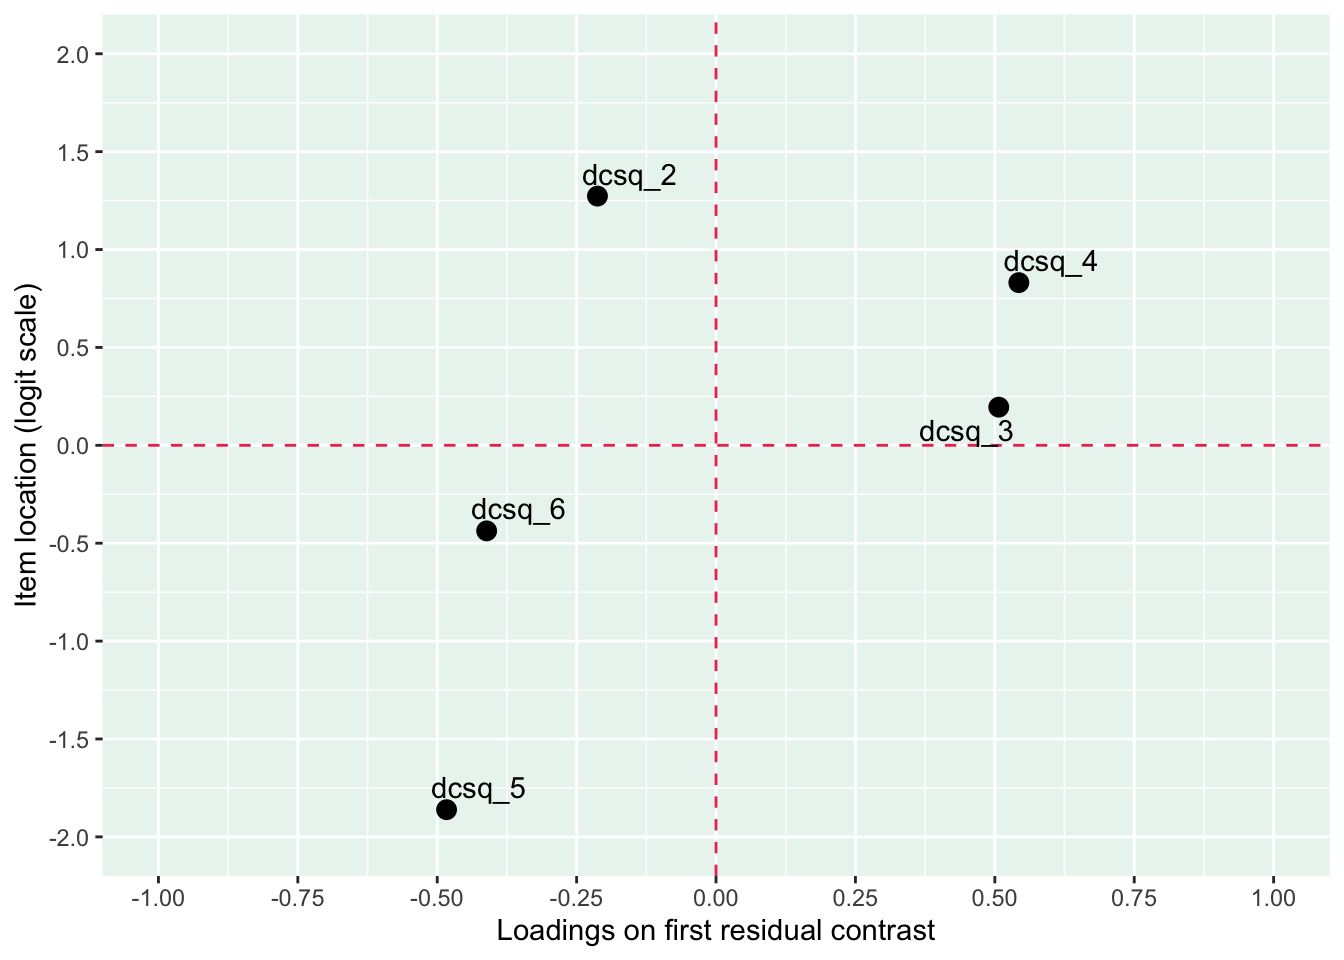 2.0
1.5
1.0
0.5
0.0
-0.5
-1.0
-1.5
-2.0
Item location (logit scale)
dcsq_2
dcsq_4
dcsq_3
dcsq_6
dcsq_5
-1.00 -0.75 -0.50 -0.25 0.00 0.25 0.50 0.75 1.00
Loadings on first residual contrast